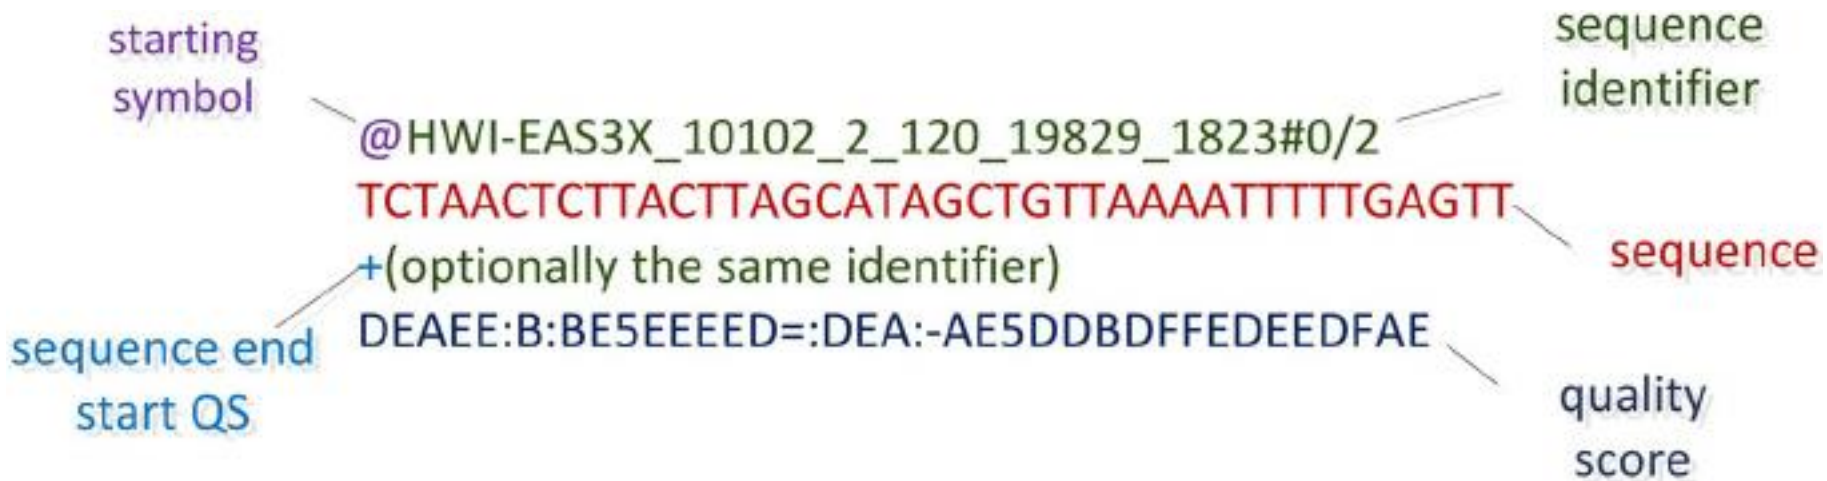 starting
symbol
sequence
identifier
@HWI-EAS3X_10102_2_120_19829_1823#0/2
TCTAACTCTTACTTAGCATAGCTGTTAAAATTTTTGAGTT
sequence
+(optionally the same identifier)
sequence end
start QS
DEAEE:B:BE5EEEED=:DEA:-AE5DDBDFFEDEEDFAE
quality
score